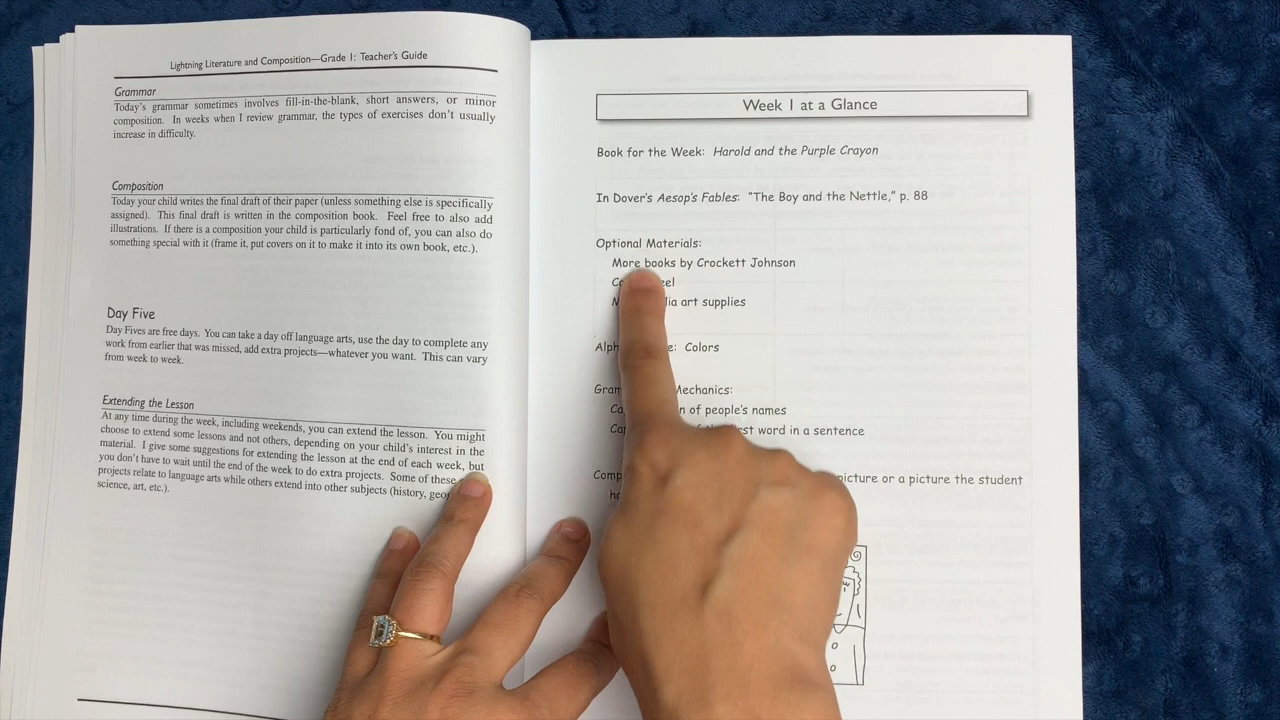 Lightning Literature and Composition—Grade 1: Teacher's Guide
Grammar
Today's grammar sometimes involves fill-in-the-blank, short answers, or minor
composition. In weeks when I review grammar, the types of exercises don't usually
increase in difficulty.
Composition
Today your child writes the final draft of their paper (unless something else is specifically
assigned). This final draft is written in the composition book. Feel free to also add
illustrations. If there is a composition your child is particularly fond of, you can also do
something special with it (frame it, put covers on it to make it into its own book, etc.).
Day Five
Day Fives are free days. You can take a day off language arts, use the day to complete any
work from earlier that was missed, add extra projects—whatever you want. This can vary
from week to week.
Extending the Lesson
At any time during the week, including weekends, you can extend the lesson. You might
choose to extend some lessons and not others, depending on your child's interest in the
material. I give some suggestions for extending the lesson at the end of each week, but
you don't have to wait until the end of the week to do extra projects. Some of these
projects relate to language arts while others extend into other subjects (history,
science, art, etc.).
Week 1 at a Glance
Book for the Week: Harold and the Purple Crayon
In Dover's Aesop's Fables: "The Boy and the Nettle," p. 88
Optional Materials:
More books by Crockett Johnson
art supplies
Colors
Mechanics:
of people's names
word in a sentence
picture or a picture the student